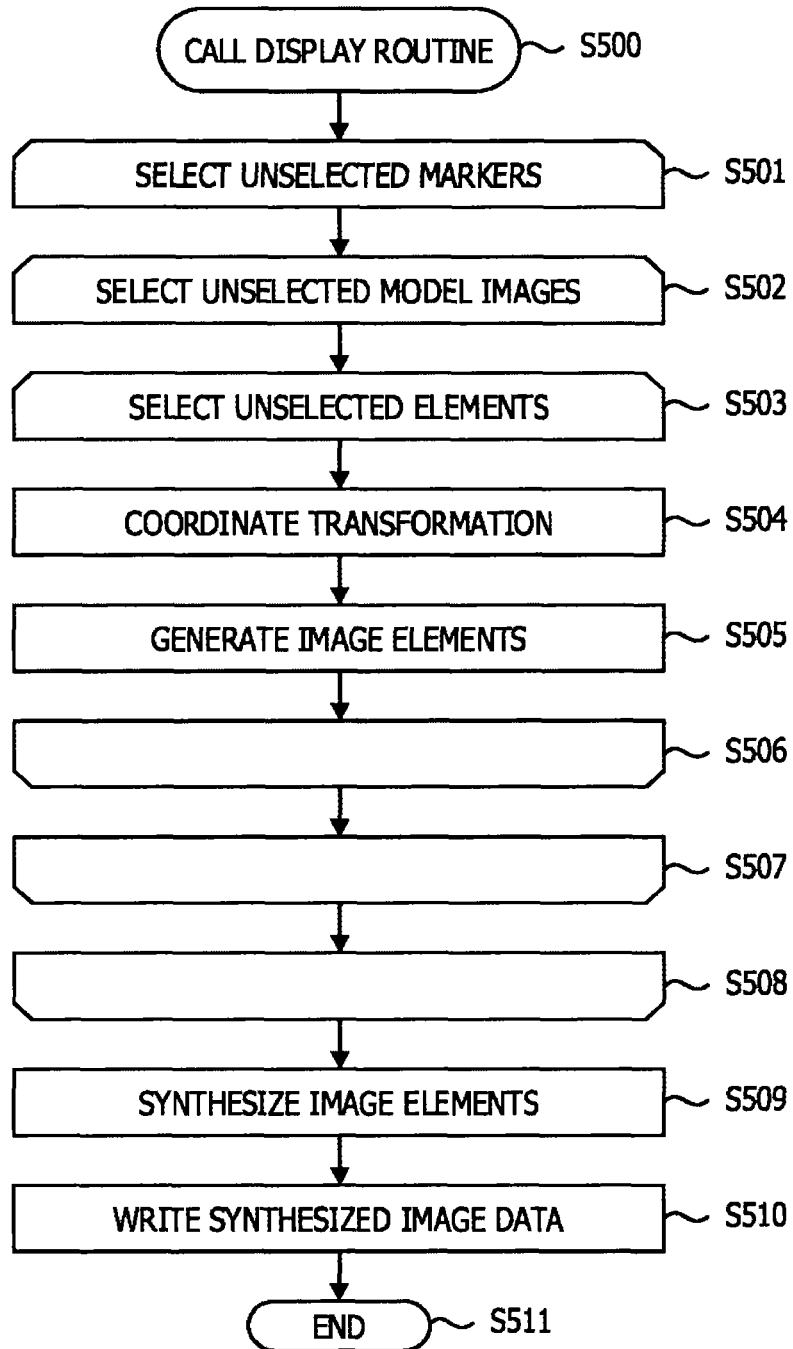 CALL DISPLAY ROUTINE S500
SELECT UNSELECTED MARKERS S501
SELECT UNSELECTED MODEL IMAGES S502
SELECT UNSELECTED ELEMENTS S503
COORDINATE TRANSFORMATION S504
GENERATE IMAGE ELEMENTS S505
S506
S507
S508
SYNTHESIZE IMAGE ELEMENTS S509
WRITE SYNTHESIZED IMAGE DATA S510
END S511